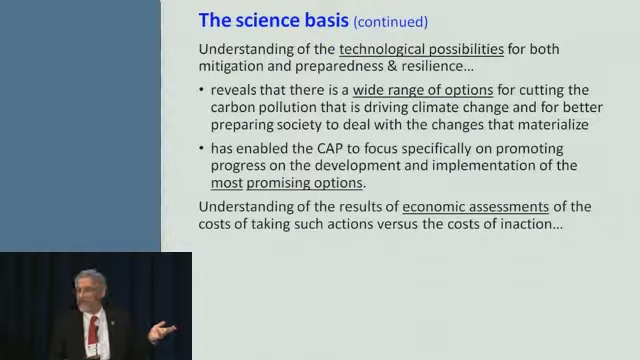 The science basis (continued)
Understanding of the technological possibilities for both
mitigation and preparedness & resilience...
• reveals that there is a wide range of options for cutting the
carbon pollution that is driving climate change and for better
preparing society to deal with the changes that materialize
• has enabled the CAP to focus specifically on promoting
progress on the development and implementation of the
most promising options.
Understanding of the results of economic assessments of the
costs of taking such actions versus the costs of inaction...